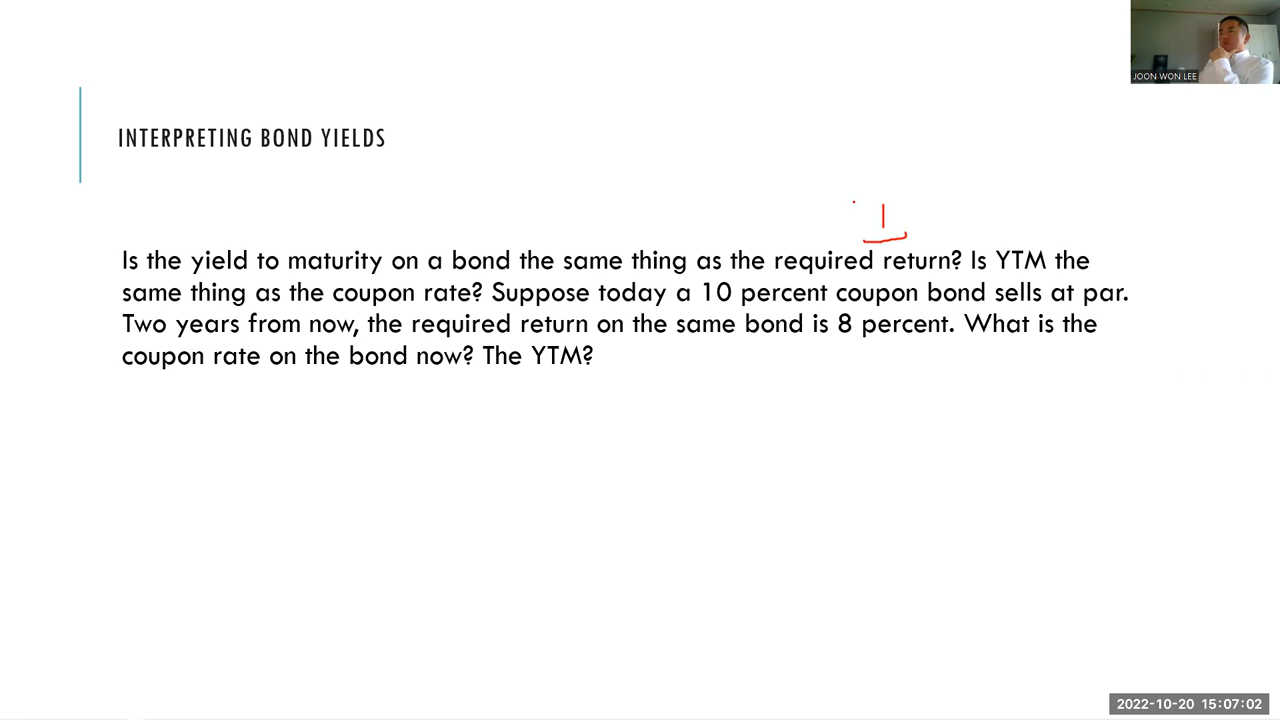 JOON WON LEE
INTERPRETING BOND YIELDS
Is the yield to maturity on a bond the same thing as the required return? Is YTM the
same thing as the coupon rate? Suppose today a 10 percent coupon bond sells at par.
Two years from now, the required return on the same bond is 8 percent. What is the
coupon rate on the bond now? The YTM?
2022-10-20 15:07:02